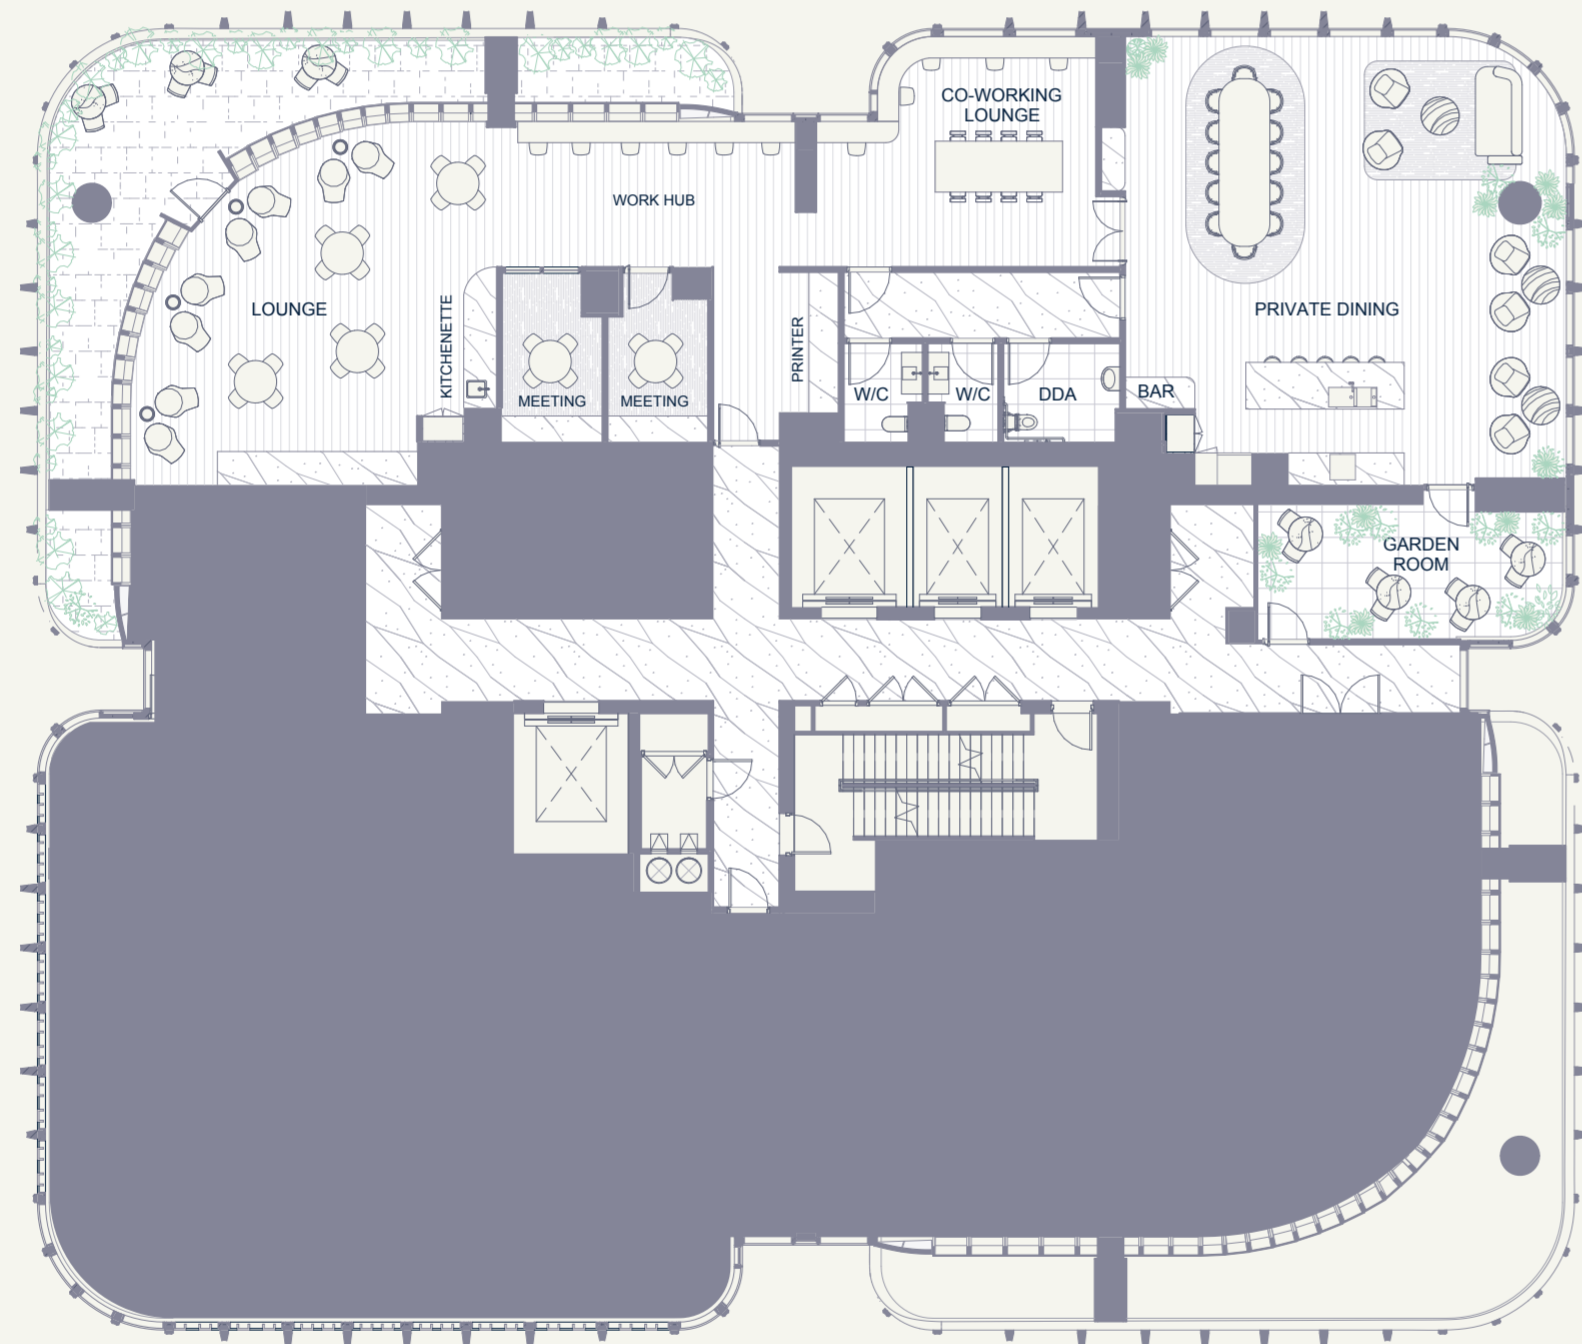 CO-WORKING
LOUNGE
WORK HUB
LOUNGE
KITCHENETTE
MEETING
MEETING
PRINTER
W/C
W/C
DDA
BAR
PRIVATE DINING
GARDEN
ROOM